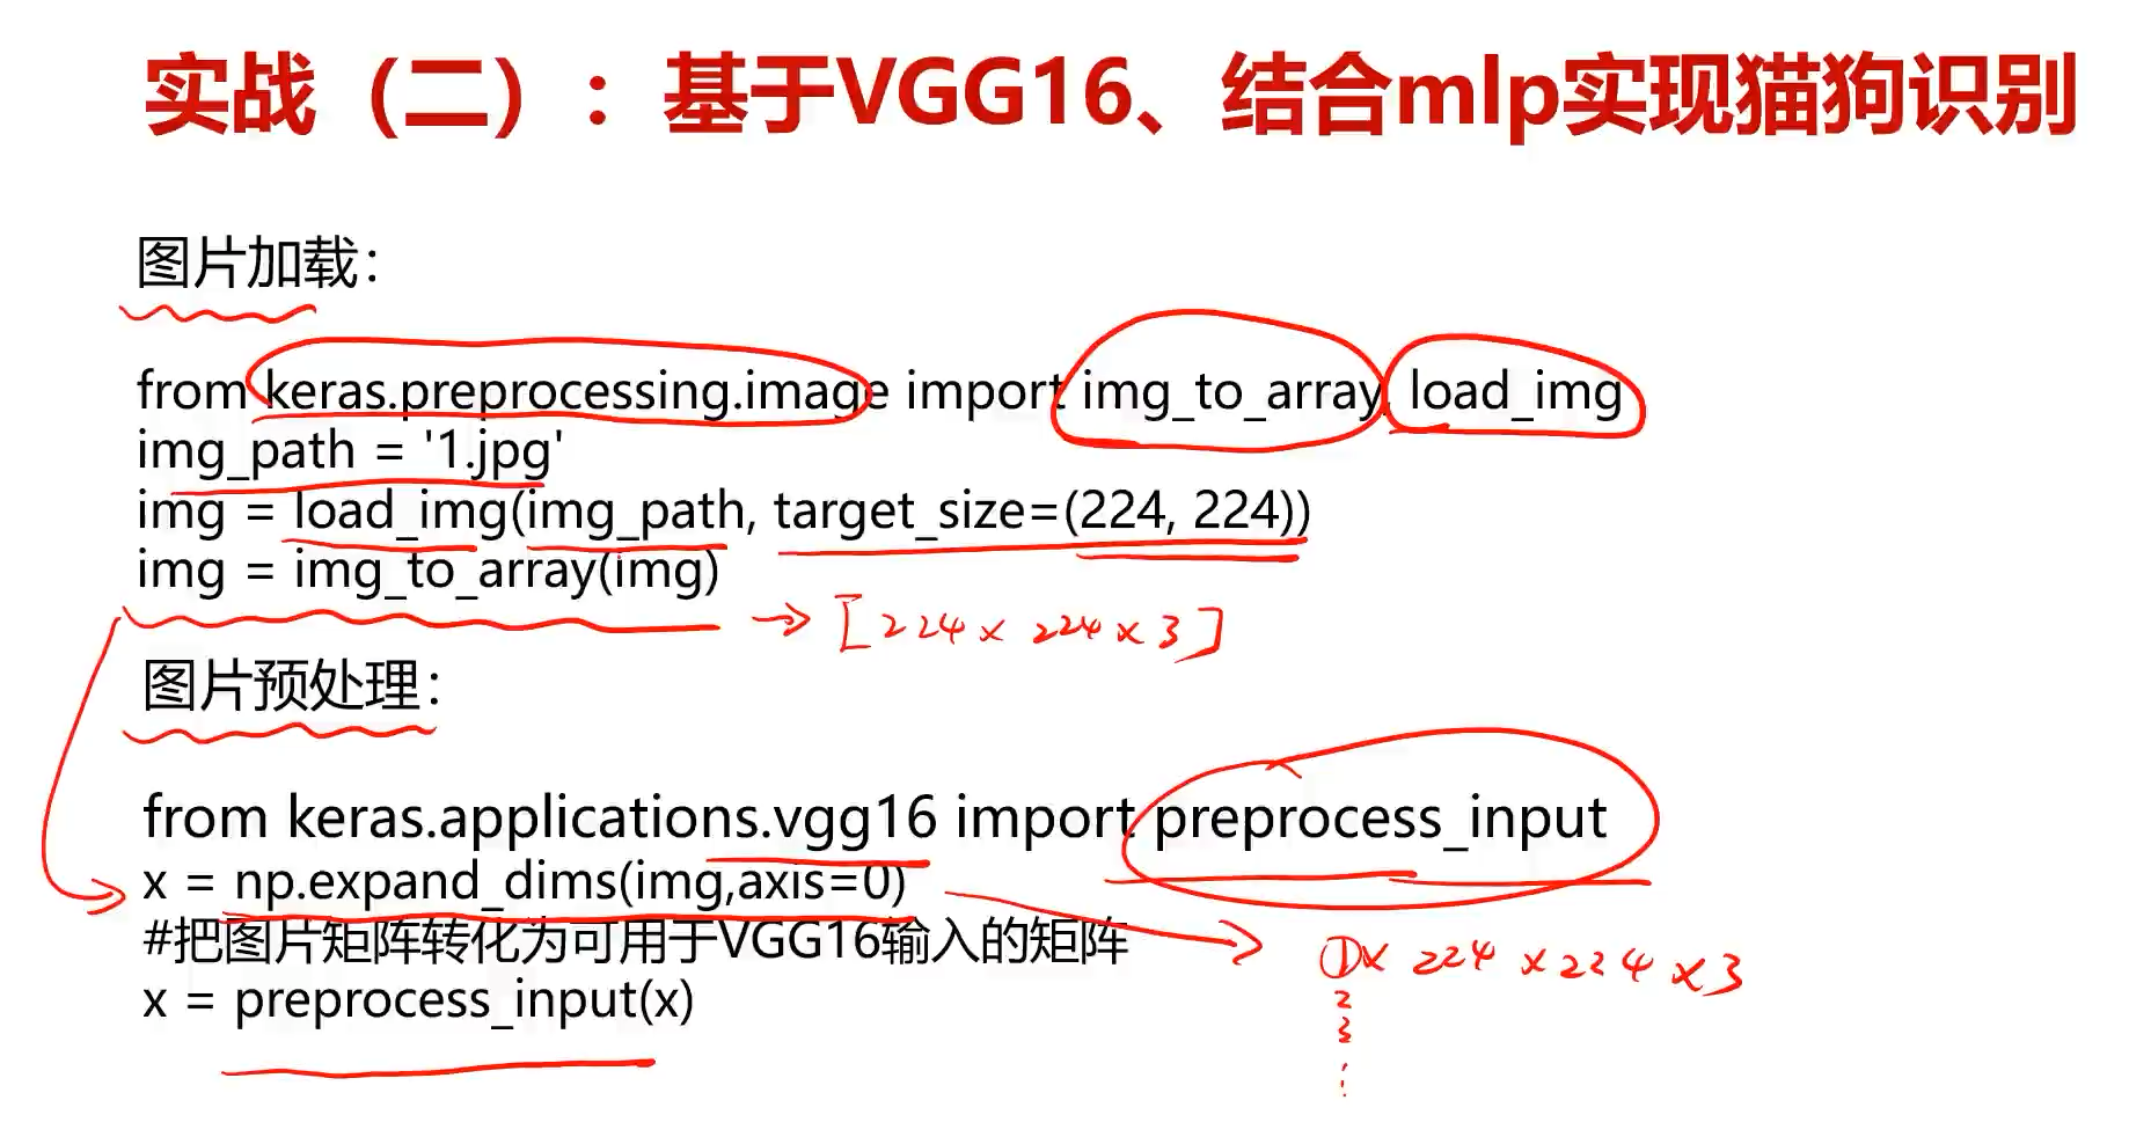 实战（二）：基于VGG16、结合mlp实现猫狗识别
图片加载：
from keras.preprocessing.image import img_to_array, load_img
img_path = '1.jpg'
img = load_img(img_path, target_size=(224, 224))
img = img_to_array(img)
→ [224 × 224 × 3]
图片预处理：
from keras.applications.vgg16 import preprocess_input
x = np.expand_dims(img,axis=0)
#把图片矩阵转化为可用于VGG16输入的矩阵
① × 224 × 224 × 3
2
3
x = preprocess_input(x)